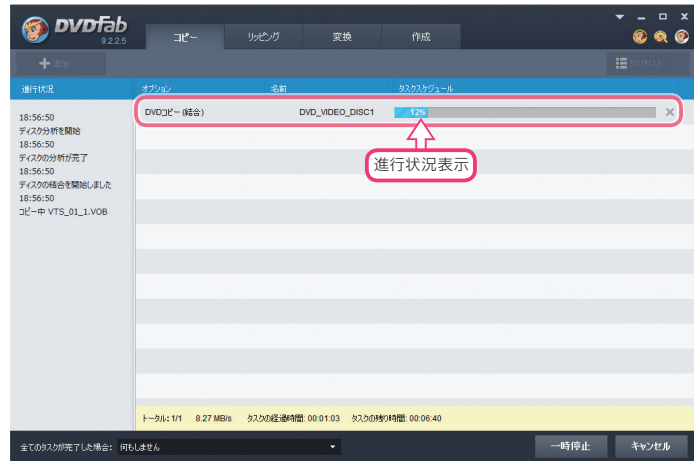 DVDFab
9.2.2.5
コピー
リッピング
変換
作成
追加
タスクリスト
進行状況
オプション
名前
タスクスケジュール
18:56:50
ディスク分析を開始
18:56:50
ディスクの分析が完了
18:56:50
ディスクの結合を開始しました
18:56:50
コピー中 VTS_01_1.VOB
DVDコピー (結合)
DVD_VIDEO_DISC1
12%
進行状況表示
トータル: 1/1 8.27 MB/s タスクの経過時間: 00:01:03 タスクの残り時間: 00:06:40
全てのタスクが完了した場合: 何もしません
一時停止
キャンセル